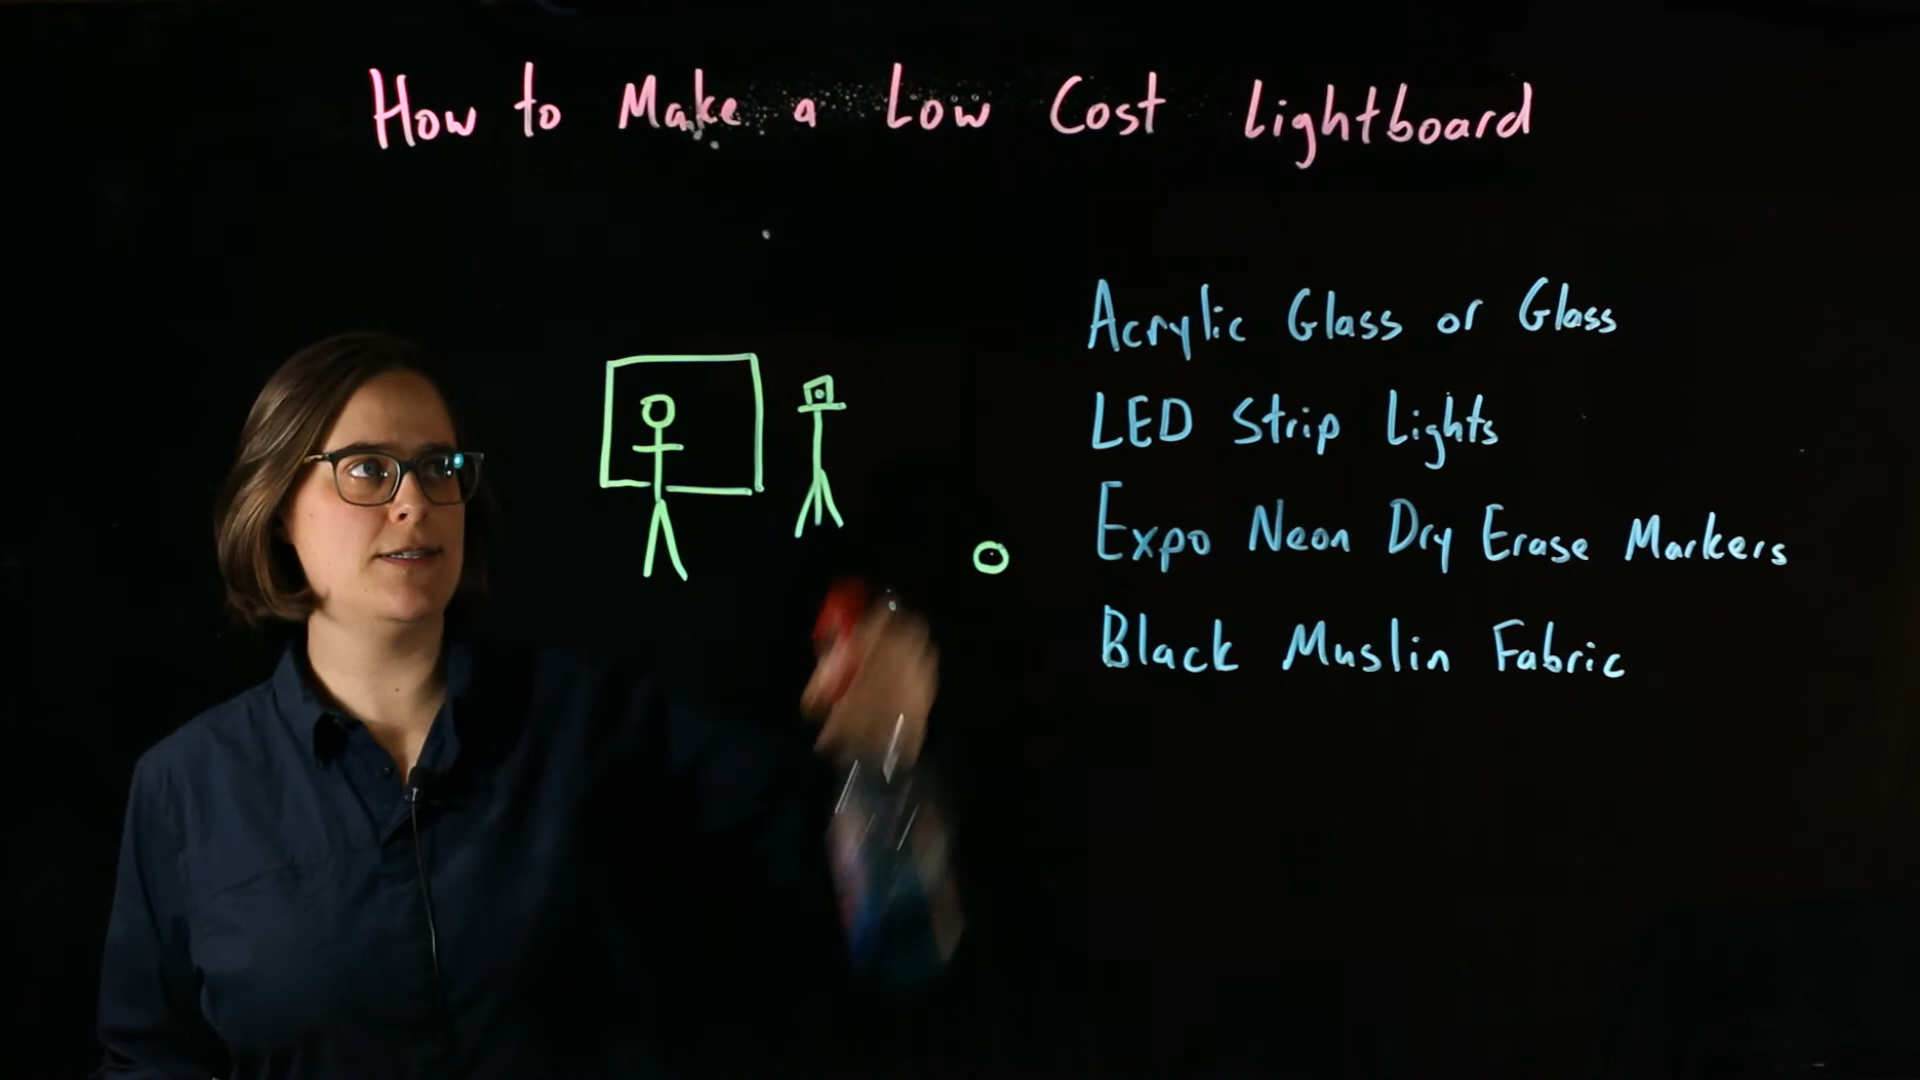 How to Make a Low Cost Lightboard
Acrylic Glass or Glass
LED Strip Lights
Expo Neon Dry Erase Markers
Black Muslin Fabric